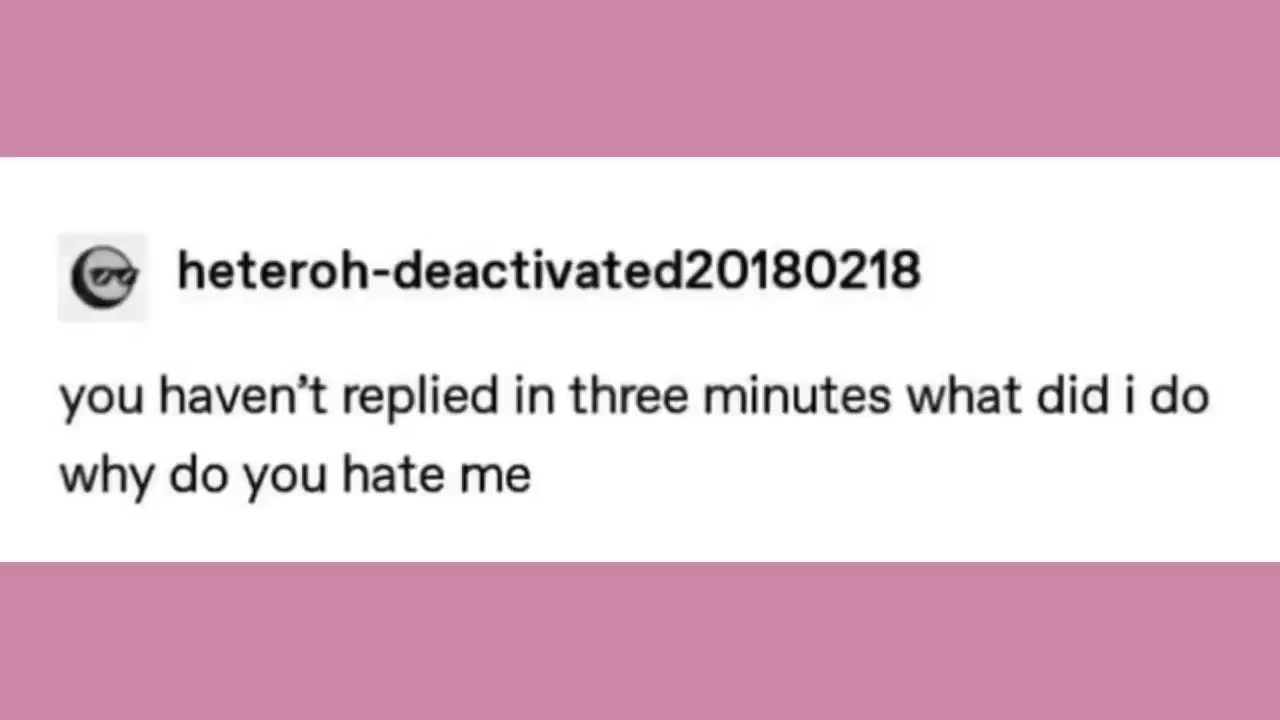 heteroh-deactivated20180218
you haven’t replied in three minutes what did i do
why do you hate me